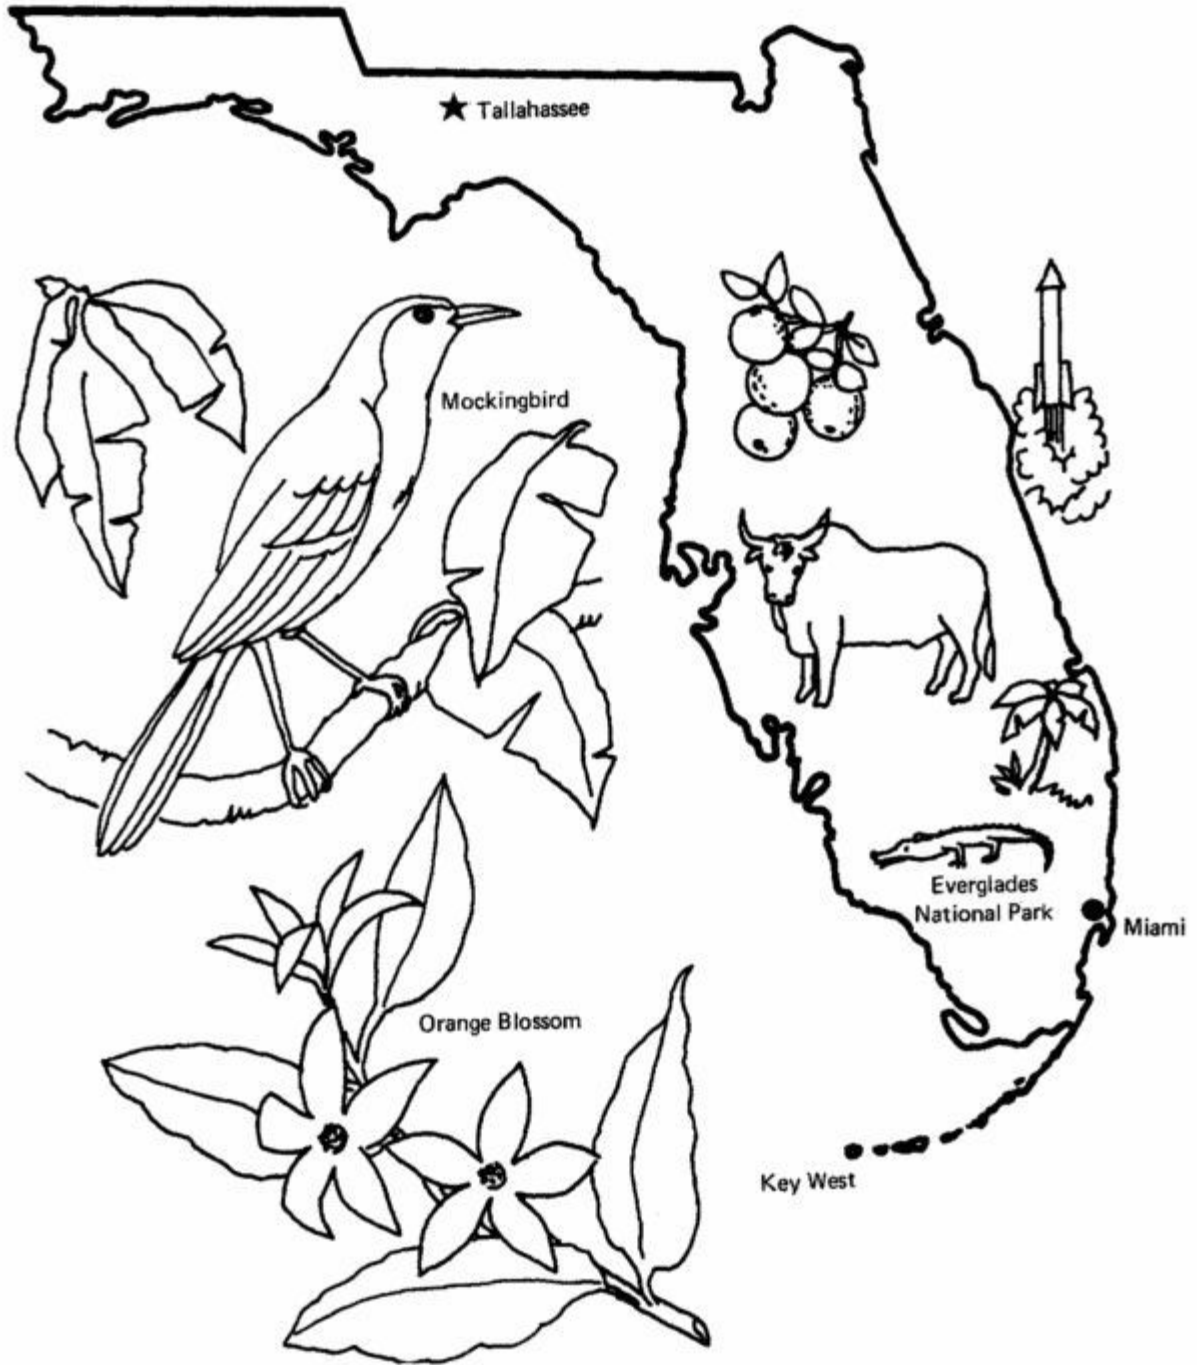 Tallahassee
Mockingbird
Everglades
National Park
Miami
Orange Blossom
Key West